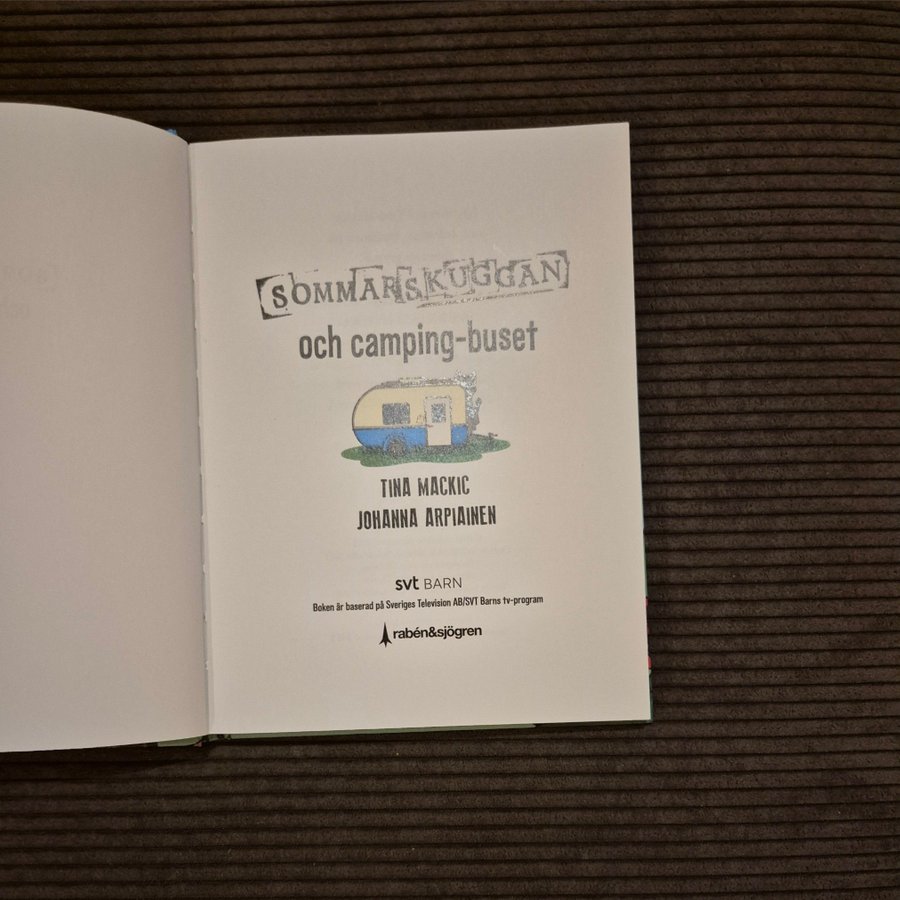 SOMMARSKUGGAN
och camping-buset
TINA MACKIC
JOHANNA ARPIAINEN
svt BARN
Boken är baserad på Sveriges Television AB/SVT Barns tv-program
rabén&sjögren